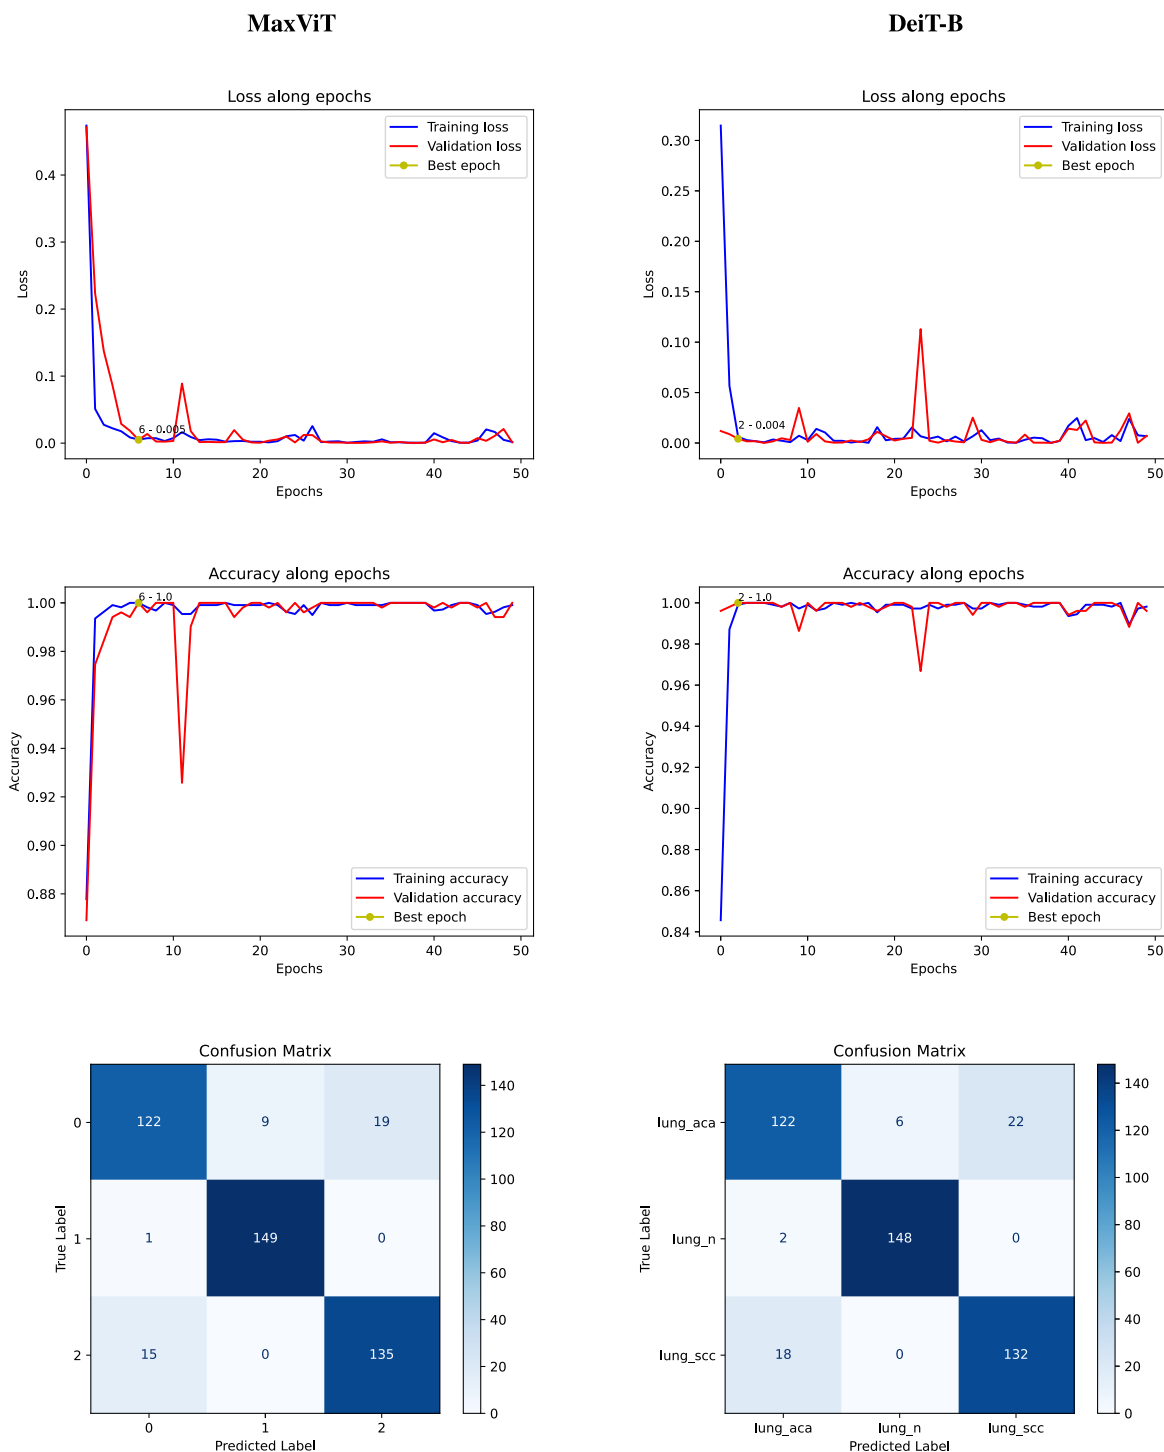 MaxViT
DeiT-B
Loss along epochs
Training loss
Validation loss
Best epoch
0.4
0.3
0.2
0.1
0.0
6 - 0.005
Loss
0 10 20 30 40 50
Epochs
Loss along epochs
Training loss
Validation loss
Best epoch
0.30
0.25
0.20
0.15
0.10
0.05
0.00
2 - 0.004
Loss
0 10 20 30 40 50
Epochs
Accuracy along epochs
6 - 1.0
1.00
0.98
0.96
0.94
0.92
0.90
0.88
Accuracy
Training accuracy
Validation accuracy
Best epoch
0 10 20 30 40 50
Epochs
Accuracy along epochs
2 - 1.0
1.00
0.98
0.96
0.94
0.92
0.90
0.88
0.86
0.84
Accuracy
Training accuracy
Validation accuracy
Best epoch
0 10 20 30 40 50
Epochs
Confusion Matrix
0 122 9 19
1 1 149 0
2 15 0 135
True Label
0 1 2
Predicted Label
140
120
100
80
60
40
20
0
Confusion Matrix
lung_aca 122 6 22
lung_n 2 148 0
lung_scc 18 0 132
True Label
lung_aca lung_n lung_scc
Predicted Label
140
120
100
80
60
40
20
0